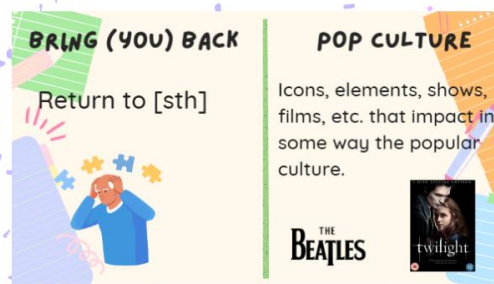 BRING (YOU) BACK
Return to [sth]
POP CULTURE
Icons, elements, shows,
films, etc. that impact in
some way the popular
culture.
THE
BEATLES
twilight